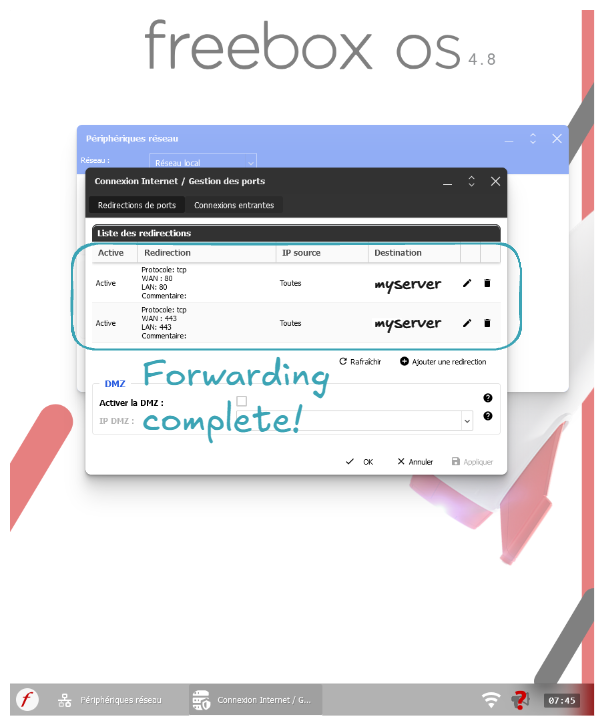 freebox os 4.8
Périphériques réseau
Réseau :
Réseau local
Connexion Internet / Gestion des ports
Redirections de ports
Connexions entrantes
Liste des redirections
Active Redirection IP source Destination
Active
Protocole: tcp
WAN : 80
LAN: 80
Commentaire:
Toutes
myserver
Active
Protocole: tcp
WAN : 443
LAN: 443
Commentaire:
Toutes
myserver
Rafraîchir
Ajouter une redirection
Forwarding
complete!
DMZ
Activer la DMZ :
IP DMZ :
OK
Annuler
Appliquer
Périphériques réseau
Connexion Internet / G...
07:45